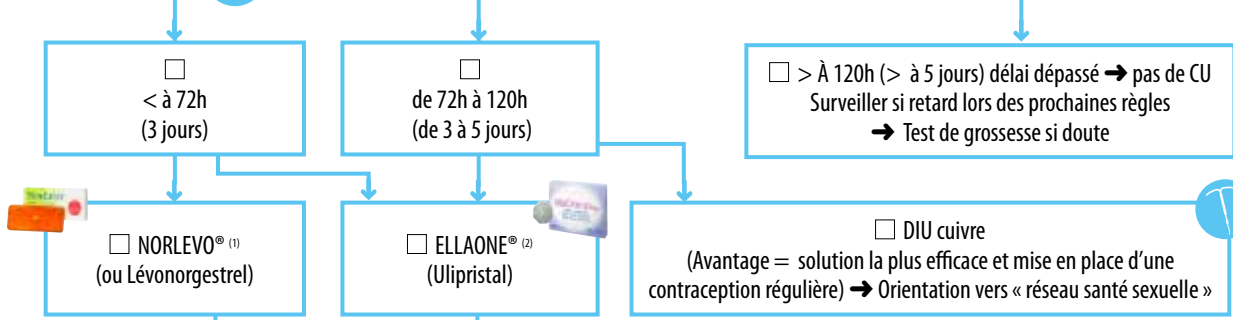 ☐
< à 72h
(3 jours)
☐
de 72h à 120h
(de 3 à 5 jours)
☐ > À 120h (> à 5 jours) délai dépassé ➜ pas de CU
Surveiller si retard lors des prochaines règles
➜ Test de grossesse si doute
☐ NORLEVO® (1)
(ou Lévonorgestrel)
☐ ELLAONE® (2)
(Ulipristal)
☐ DIU cuivre
(Avantage = solution la plus efficace et mise en place d'une
contraception régulière) ➜ Orientation vers « réseau santé sexuelle »